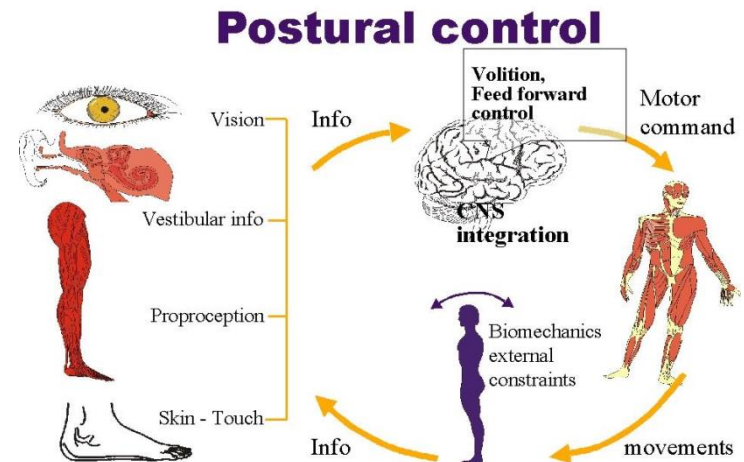 Postural control
Vision
Vestibular info
Proproception
Skin - Touch
Info
Volition,
Feed forward
control
CNS
integration
Motor
command
Biomechanics
external
constraints
movements
Info